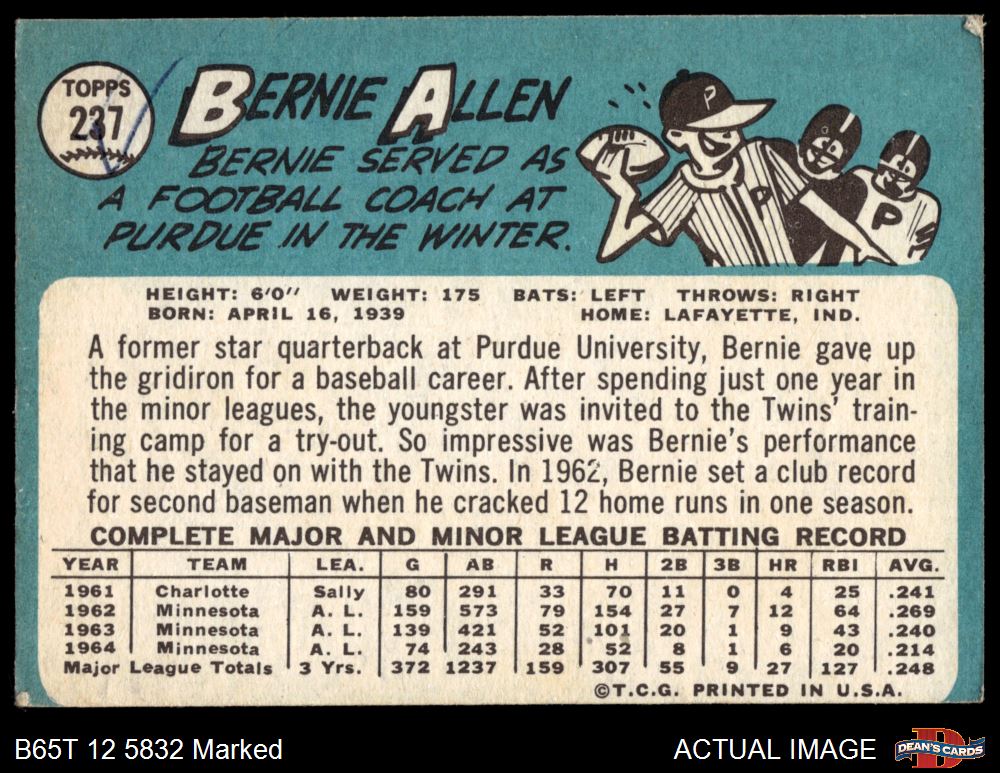 TOPPS
237
BERNIE ALLEN
BERNIE SERVED AS
A FOOTBALL COACH AT
PURDUE IN THE WINTER.
P
P
P
HEIGHT: 6'0" WEIGHT: 175 BATS: LEFT THROWS: RIGHT
BORN: APRIL 16, 1939 HOME: LAFAYETTE, IND.
A former star quarterback at Purdue University, Bernie gave up
the gridiron for a baseball career. After spending just one year in
the minor leagues, the youngster was invited to the Twins' train-
ing camp for a try-out. So impressive was Bernie's performance
that he stayed on with the Twins. In 1962, Bernie set a club record
for second baseman when he cracked 12 home runs in one season.
COMPLETE MAJOR AND MINOR LEAGUE BATTING RECORD
YEAR TEAM LEA. G AB R H 2B 3B HR RBI AVG.
1961 Charlotte Sally 80 291 33 70 11 0 4 25 .241
1962 Minnesota A. L. 159 573 79 154 27 7 12 64 .269
1963 Minnesota A. L. 139 421 52 101 20 1 9 43 .240
1964 Minnesota A. L. 74 243 28 52 8 1 6 20 .214
Major League Totals 3 Yrs. 372 1237 159 307 55 9 27 127 .248
©T.C.G. PRINTED IN U.S.A.
B65T 12 5832 Marked
ACTUAL IMAGE
DEAN'S CARDS